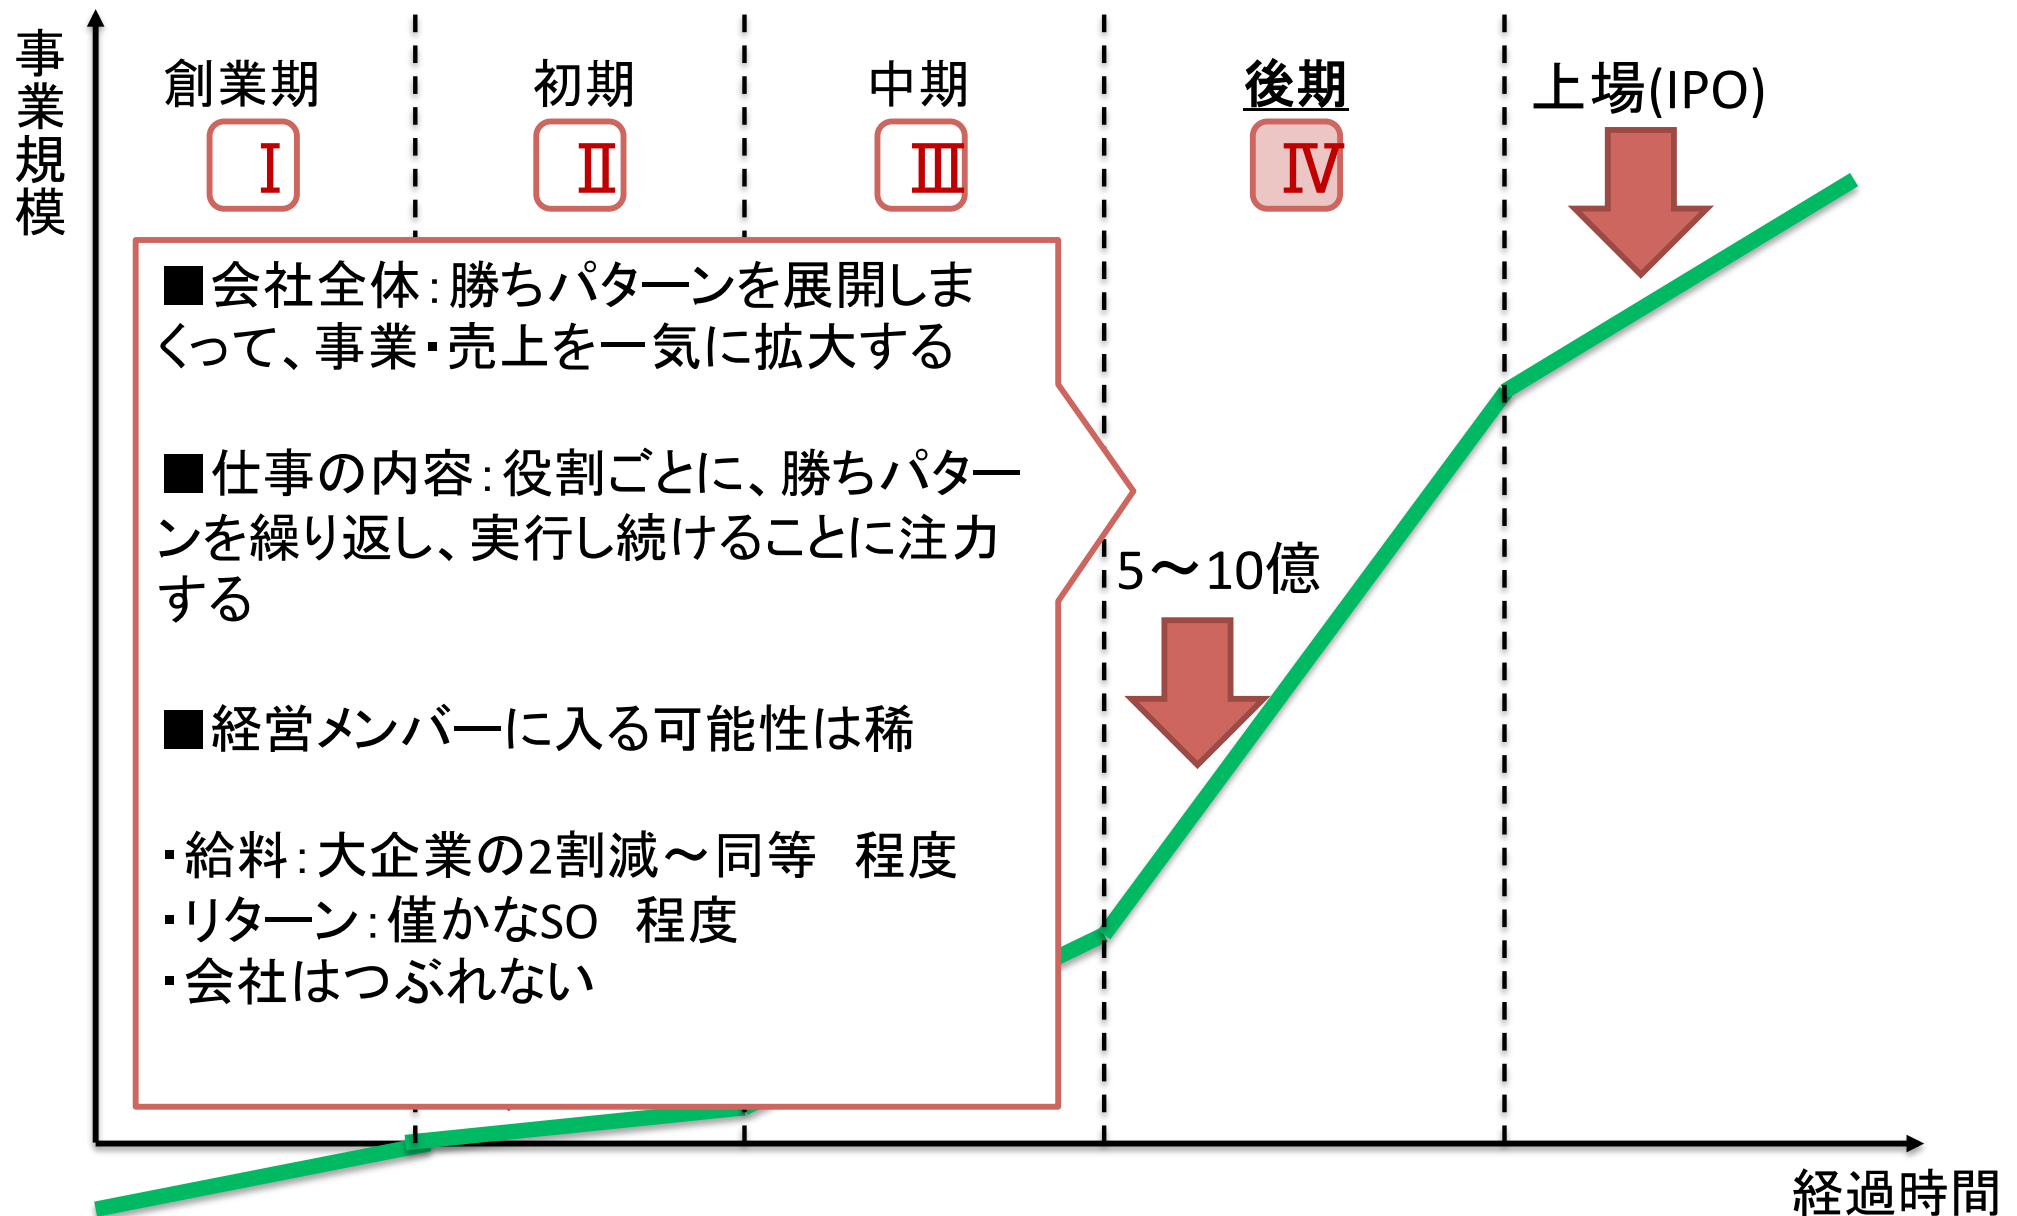 事業規模
創業期
初期
中期
後期
上場(IPO)
Ⅰ
Ⅱ
Ⅲ
Ⅳ
■会社全体：勝ちパターンを展開しま
くって、事業・売上を一気に拡大する
■仕事の内容：役割ごとに、勝ちパター
ンを繰り返し、実行し続けることに注力
する
■経営メンバーに入る可能性は稀
・給料：大企業の2割減～同等　程度
・リターン：僅かなSO　程度
・会社はつぶれない
5～10億
経過時間